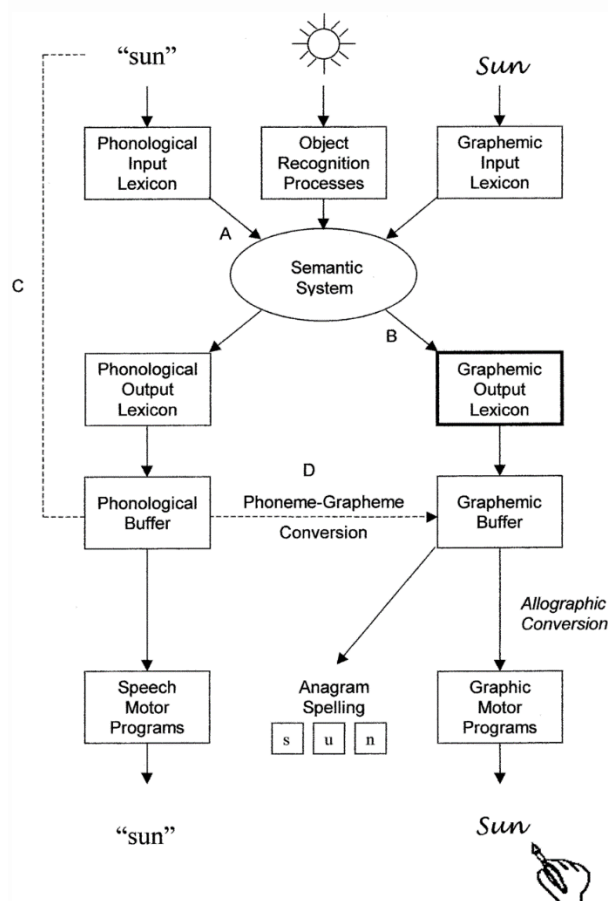 “sun”
Sun
Phonological
Input
Lexicon
Object
Recognition
Processes
Graphemic
Input
Lexicon
A
Semantic
System
C
B
Phonological
Output
Lexicon
Graphemic
Output
Lexicon
D
Phonological
Buffer
Phoneme-Grapheme
Conversion
Graphemic
Buffer
Allographic
Conversion
Speech
Motor
Programs
Anagram
Spelling
s u n
Graphic
Motor
Programs
“sun”
Sun